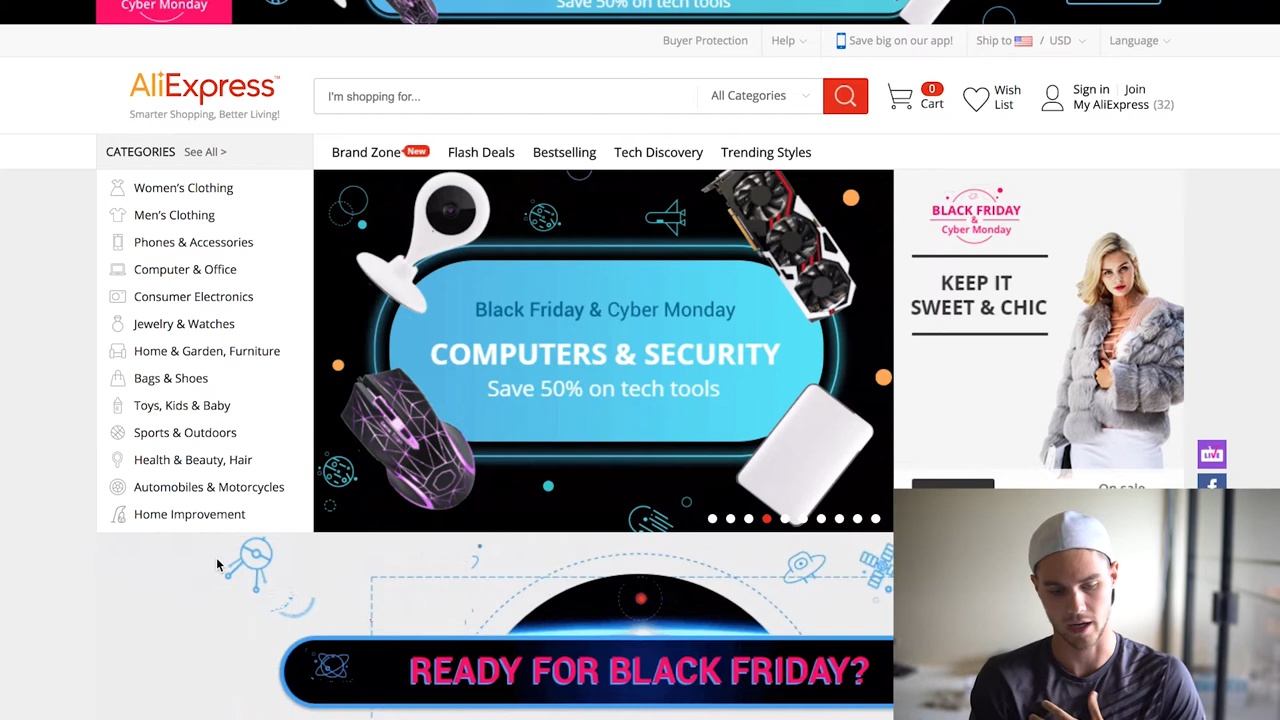 Cyber Monday
Save 50% on tech tools
Buyer Protection
Help
Save big on our app!
Ship to / USD
Language
AliExpress™
Smarter Shopping, Better Living!
I'm shopping for...
All Categories
0
Cart
Wish
List
Sign in
Join
My AliExpress (32)
CATEGORIES See All >
Brand Zone New
Flash Deals
Bestselling
Tech Discovery
Trending Styles
Women's Clothing
Men's Clothing
Phones & Accessories
Computer & Office
Consumer Electronics
Jewelry & Watches
Home & Garden, Furniture
Bags & Shoes
Toys, Kids & Baby
Sports & Outdoors
Health & Beauty, Hair
Automobiles & Motorcycles
Home Improvement
Black Friday & Cyber Monday
COMPUTERS & SECURITY
Save 50% on tech tools
BLACK FRIDAY
&
Cyber Monday
KEEP IT
SWEET & CHIC
On sale
LIVE
f
READY FOR BLACK FRIDAY?